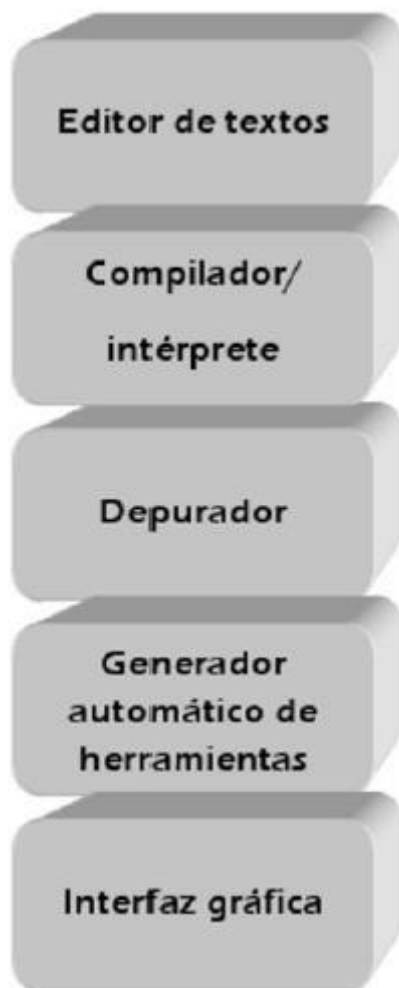 Editor de textos
Compilador/
intérprete
Depurador
Generador
automático de
herramientas
Interfaz gráfica